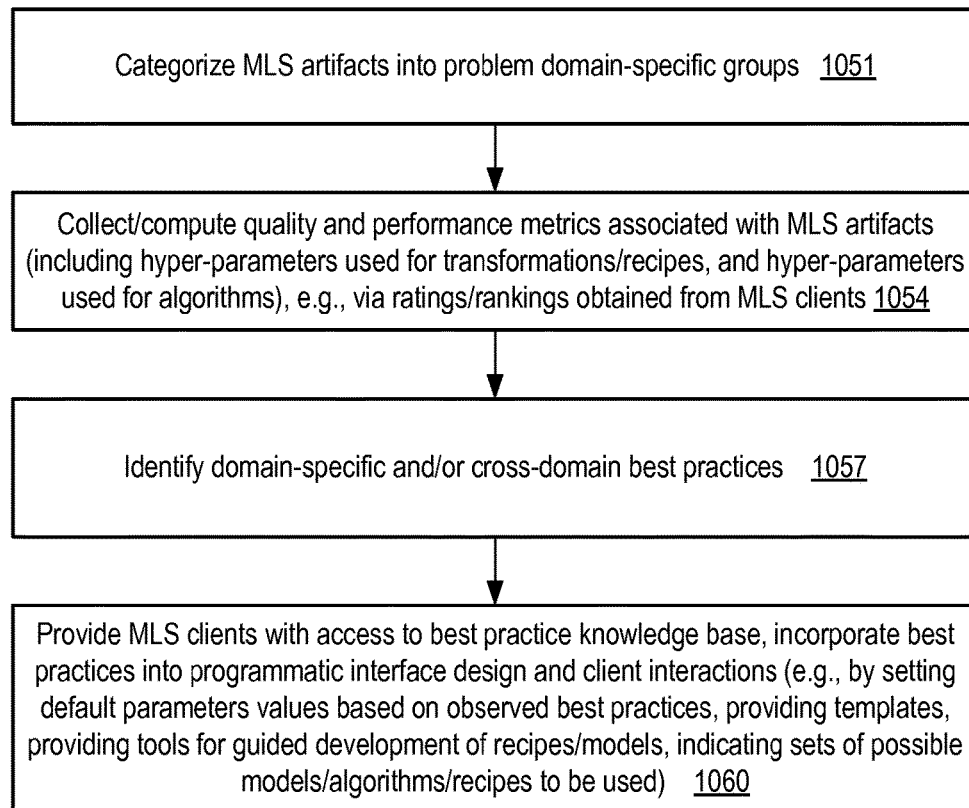 Categorize MLS artifacts into problem domain-specific groups 1051
Collect/compute quality and performance metrics associated with MLS artifacts
(including hyper-parameters used for transformations/recipes, and hyper-parameters
used for algorithms), e.g., via ratings/rankings obtained from MLS clients 1054
Identify domain-specific and/or cross-domain best practices 1057
Provide MLS clients with access to best practice knowledge base, incorporate best
practices into programmatic interface design and client interactions (e.g., by setting
default parameters values based on observed best practices, providing templates,
providing tools for guided development of recipes/models, indicating sets of possible
models/algorithms/recipes to be used) 1060